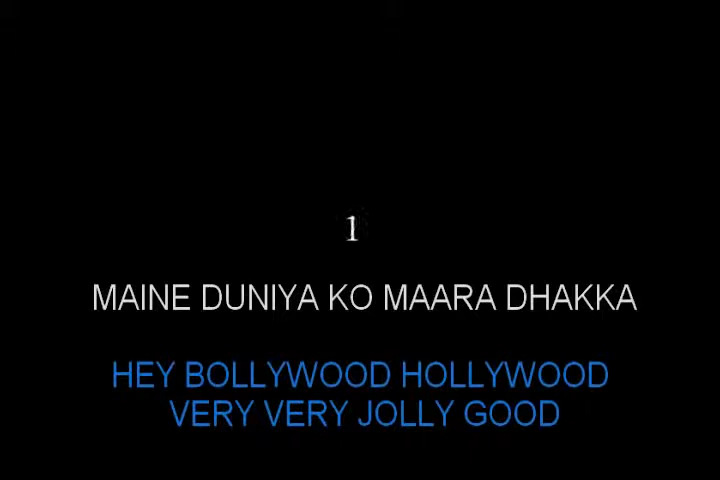 1
MAINE DUNIYA KO MAARA DHAKKA
HEY BOLLYWOOD HOLLYWOOD
VERY VERY JOLLY GOOD